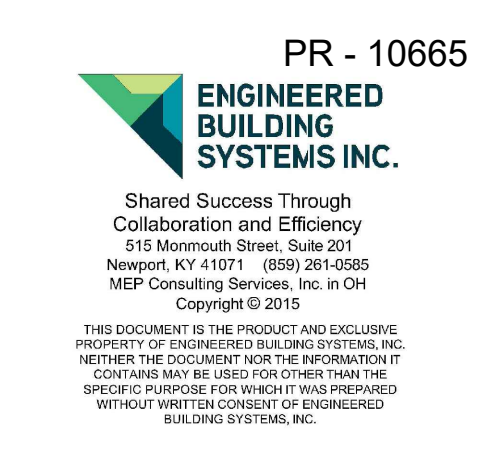 PR - 10665
ENGINEERED
BUILDING
SYSTEMS INC.
Shared Success Through
Collaboration and Efficiency
515 Monmouth Street, Suite 201
Newport, KY 41071 (859) 261-0585
MEP Consulting Services, Inc. in OH
Copyright © 2015
THIS DOCUMENT IS THE PRODUCT AND EXCLUSIVE
PROPERTY OF ENGINEERED BUILDING SYSTEMS, INC.
NEITHER THE DOCUMENT NOR THE INFORMATION IT
CONTAINS MAY BE USED FOR OTHER THAN THE
SPECIFIC PURPOSE FOR WHICH IT WAS PREPARED
WITHOUT WRITTEN CONSENT OF ENGINEERED
BUILDING SYSTEMS, INC.